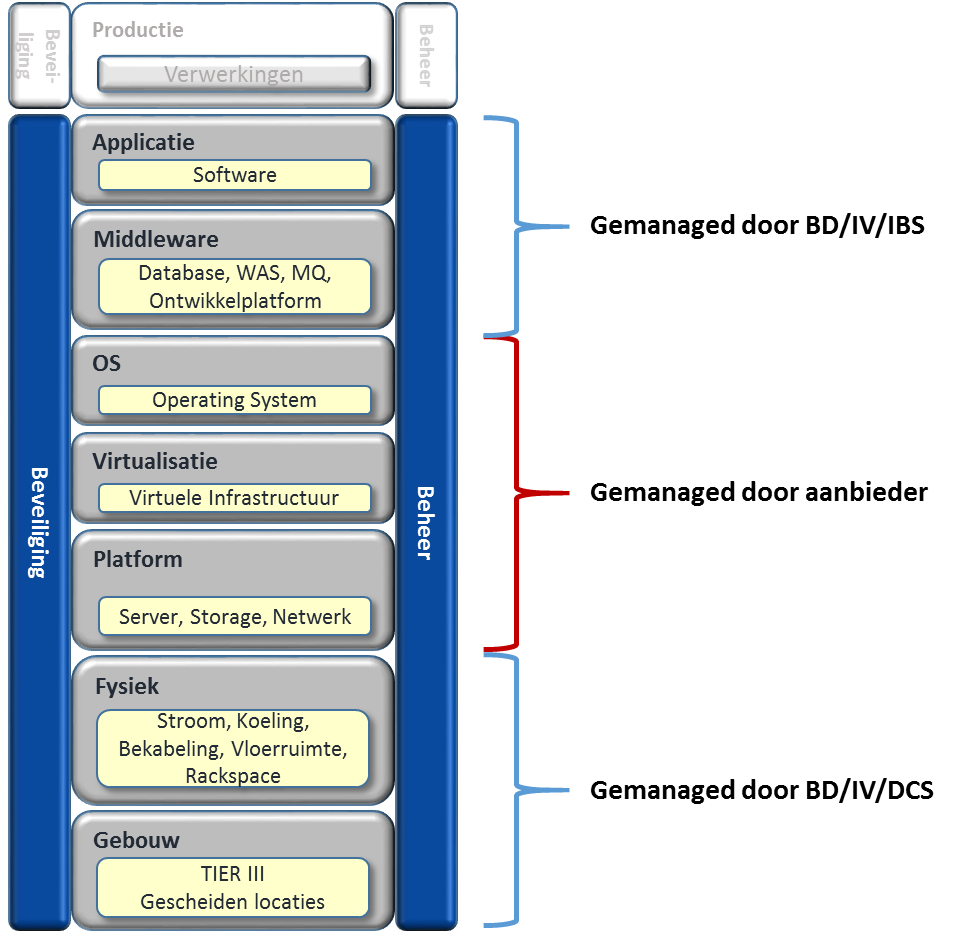 Bevei-
liging
Productie
Verwerkingen
Beheer
Beveiliging
Beheer
Applicatie
Software
Middleware
Database, WAS, MQ,
Ontwikkelplatform
OS
Operating System
Virtualisatie
Virtuele Infrastructuur
Platform
Server, Storage, Netwerk
Fysiek
Stroom, Koeling,
Bekabeling, Vloerruimte,
Rackspace
Gebouw
TIER III
Gescheiden locaties
Gemanaged door BD/IV/IBS
Gemanaged door aanbieder
Gemanaged door BD/IV/DCS